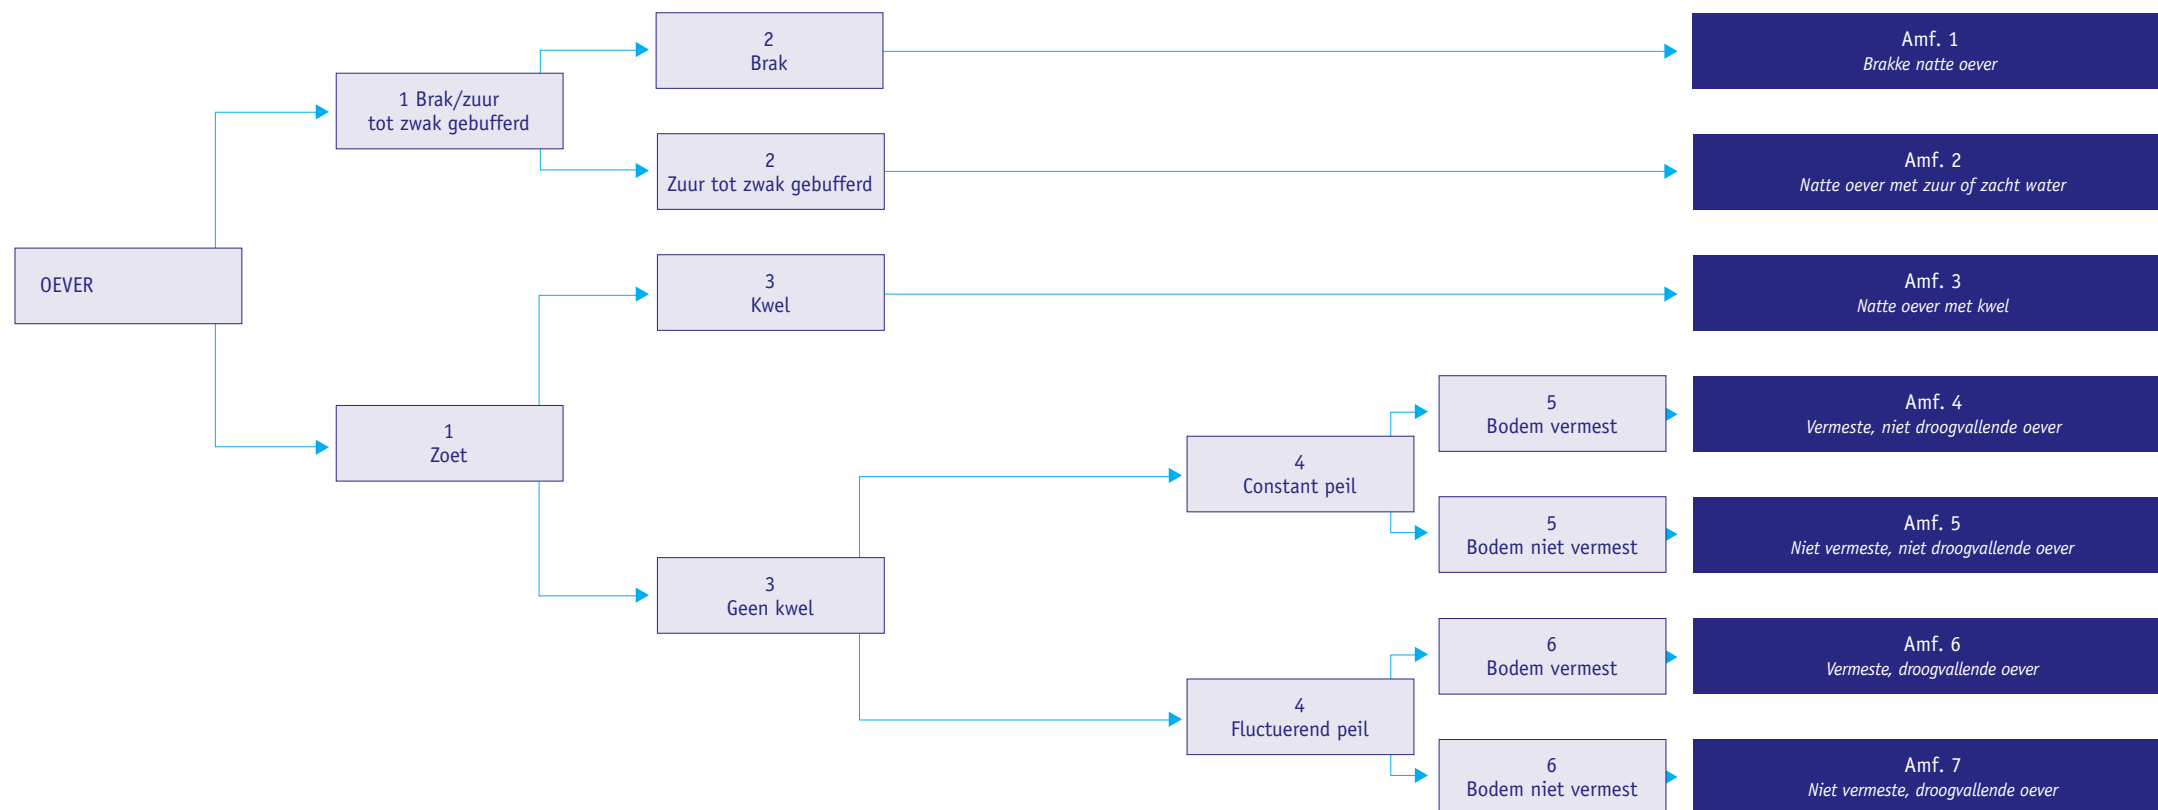 2
Brak
Amf. 1
Brakke natte oever
1 Brak/zuur
tot zwak gebufferd
2
Zuur tot zwak gebufferd
Amf. 2
Natte oever met zuur of zacht water
OEVER
3
Kwel
Amf. 3
Natte oever met kwel
1
Zoet
5
Bodem vermest
Amf. 4
Vermeste, niet droogvallende oever
4
Constant peil
5
Bodem niet vermest
Amf. 5
Niet vermeste, niet droogvallende oever
3
Geen kwel
6
Bodem vermest
Amf. 6
Vermeste, droogvallende oever
4
Fluctuerend peil
6
Bodem niet vermest
Amf. 7
Niet vermeste, droogvallende oever